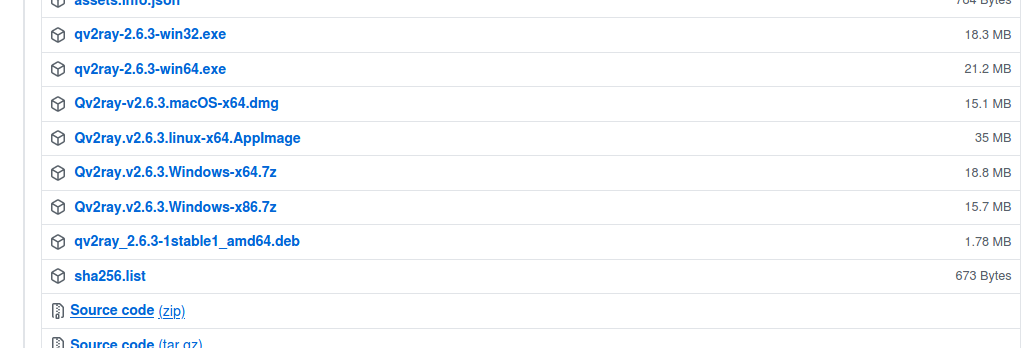 assets.info.json 764 Bytes
qv2ray-2.6.3-win32.exe 18.3 MB
qv2ray-2.6.3-win64.exe 21.2 MB
Qv2ray-v2.6.3.macOS-x64.dmg 15.1 MB
Qv2ray.v2.6.3.linux-x64.AppImage 35 MB
Qv2ray.v2.6.3.Windows-x64.7z 18.8 MB
Qv2ray.v2.6.3.Windows-x86.7z 15.7 MB
qv2ray_2.6.3-1stable1_amd64.deb 1.78 MB
sha256.list 673 Bytes
Source code (zip)
Source code (tar.gz)